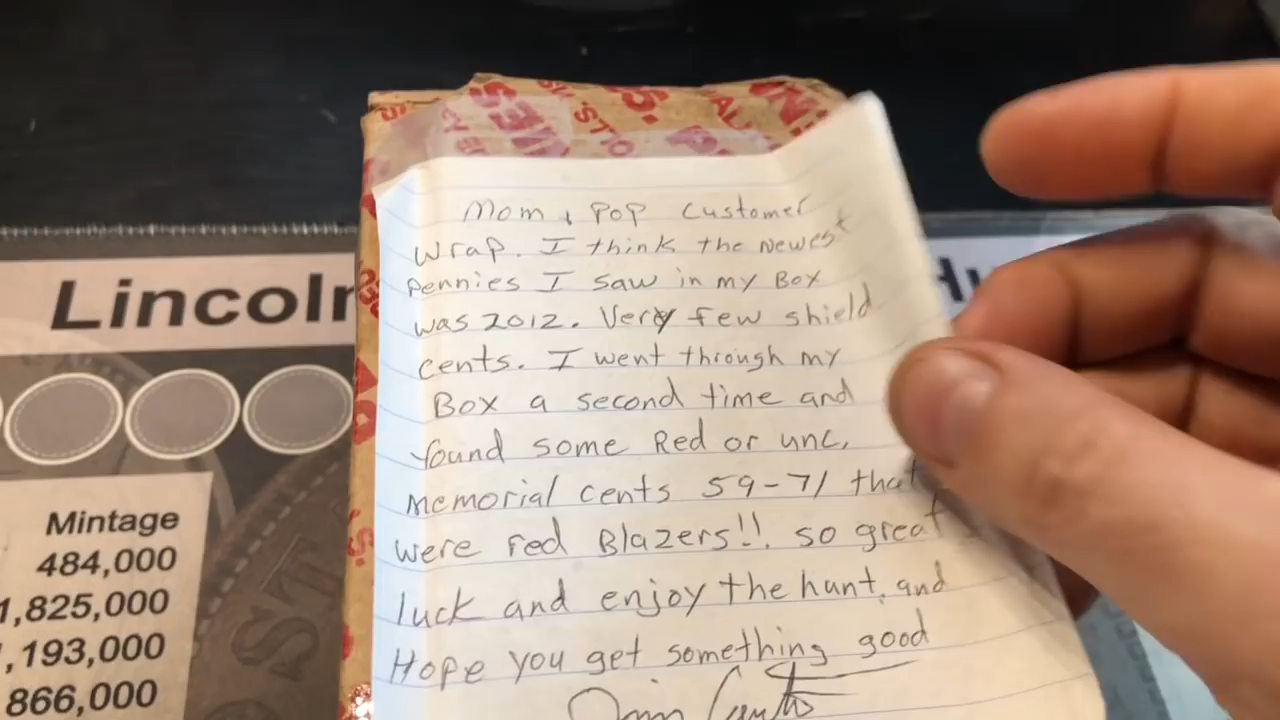 Mom & Pop Customer
Wrap. I think the newest
pennies I saw in my Box
was 2012. Very few shield
cents. I went through my
Box a second time and
found some Red or unc.
memorial cents 59-71 that
were red Blazers!!. so great
luck and enjoy the hunt. and
Hope you get something good
Lincoln
Hu
Mintage
484,000
1,825,000
,193,000
866,000